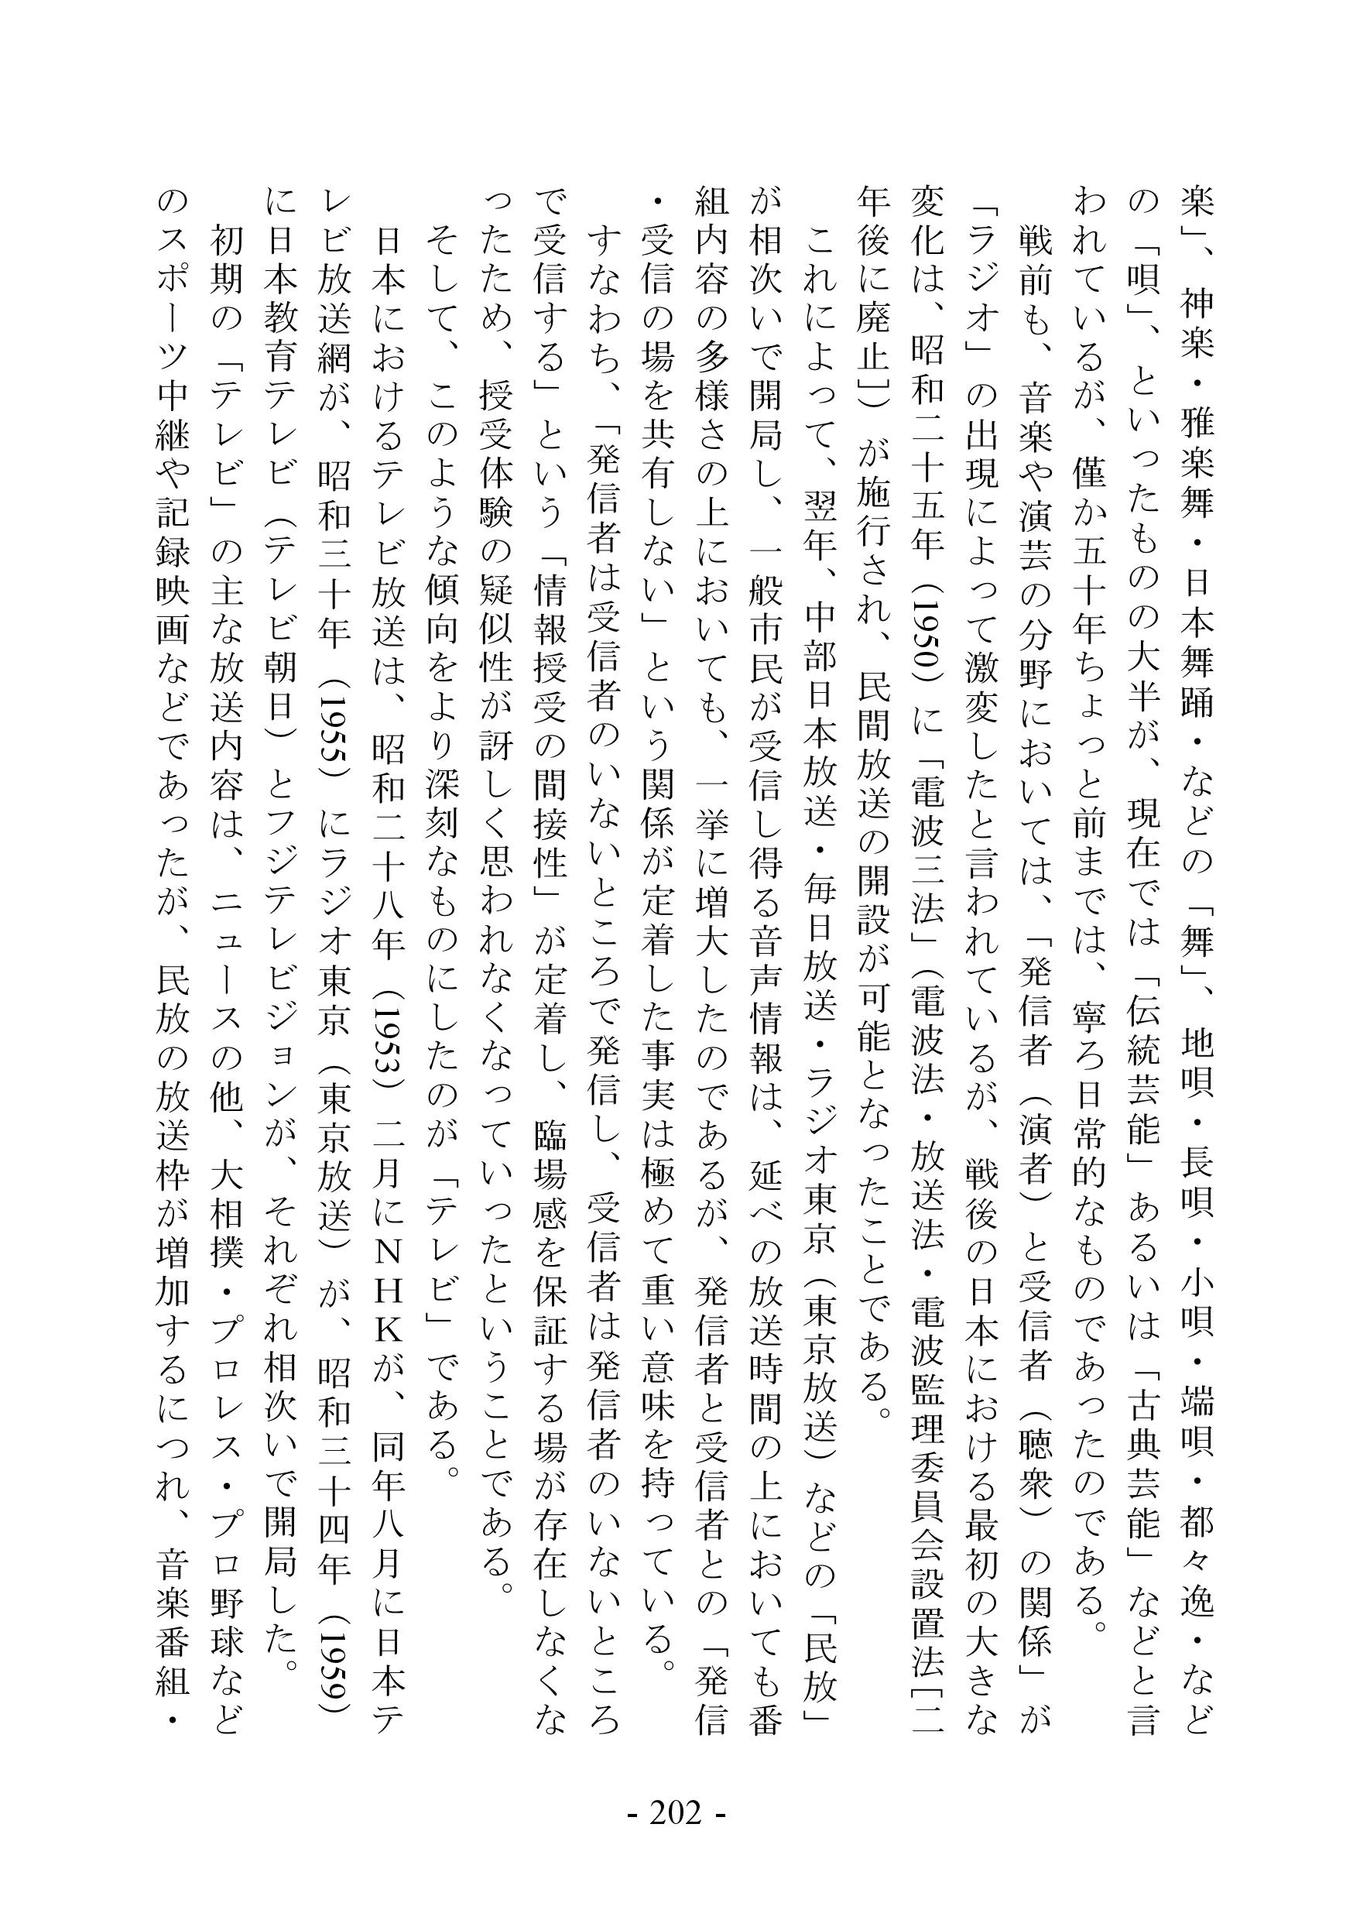 楽」、神楽・雅楽舞・日本舞踊・などの「舞」、地唄・長唄・小唄・端唄・都々逸・など
の「唄」、といったものの大半が、現在では「伝統芸能」あるいは「古典芸能」などと言
われているが、僅か五十年ちょっと前までは、寧ろ日常的なものであったのである。
　戦前も、音楽や演芸の分野においては、「発信者（演者）と受信者（聴衆）の関係」が
「ラジオ」の出現によって激変したと言われているが、戦後の日本における最初の大きな
変化は、昭和二十五年（1950）に「電波三法」（電波法・放送法・電波監理委員会設置法［二
年後に廃止］）が施行され、民間放送の開設が可能となったことである。
　これによって、翌年、中部日本放送・毎日放送・ラジオ東京（東京放送）などの「民放」
が相次いで開局し、一般市民が受信し得る音声情報は、延べの放送時間の上においても番
組内容の多様さの上においても、一挙に増大したのであるが、発信者と受信者との「発信
・受信の場を共有しない」という関係が定着した事実は極めて重い意味を持っている。
　すなわち、「発信者は受信者のいないところで発信し、受信者は発信者のいないところ
で受信する」という「情報授受の間接性」が定着し、臨場感を保証する場が存在しなくな
ったため、授受体験の疑似性が訝しく思われなくなっていったということである。
　そして、このような傾向をより深刻なものにしたのが「テレビ」である。
　日本におけるテレビ放送は、昭和二十八年（1953）二月にＮＨＫが、同年八月に日本テ
レビ放送網が、昭和三十年（1955）にラジオ東京（東京放送）が、昭和三十四年（1959）
に日本教育テレビ（テレビ朝日）とフジテレビジョンが、それぞれ相次いで開局した。
　初期の「テレビ」の主な放送内容は、ニュースの他、大相撲・プロレス・プロ野球など
のスポーツ中継や記録映画などであったが、民放の放送枠が増加するにつれ、音楽番組・
- 202 -